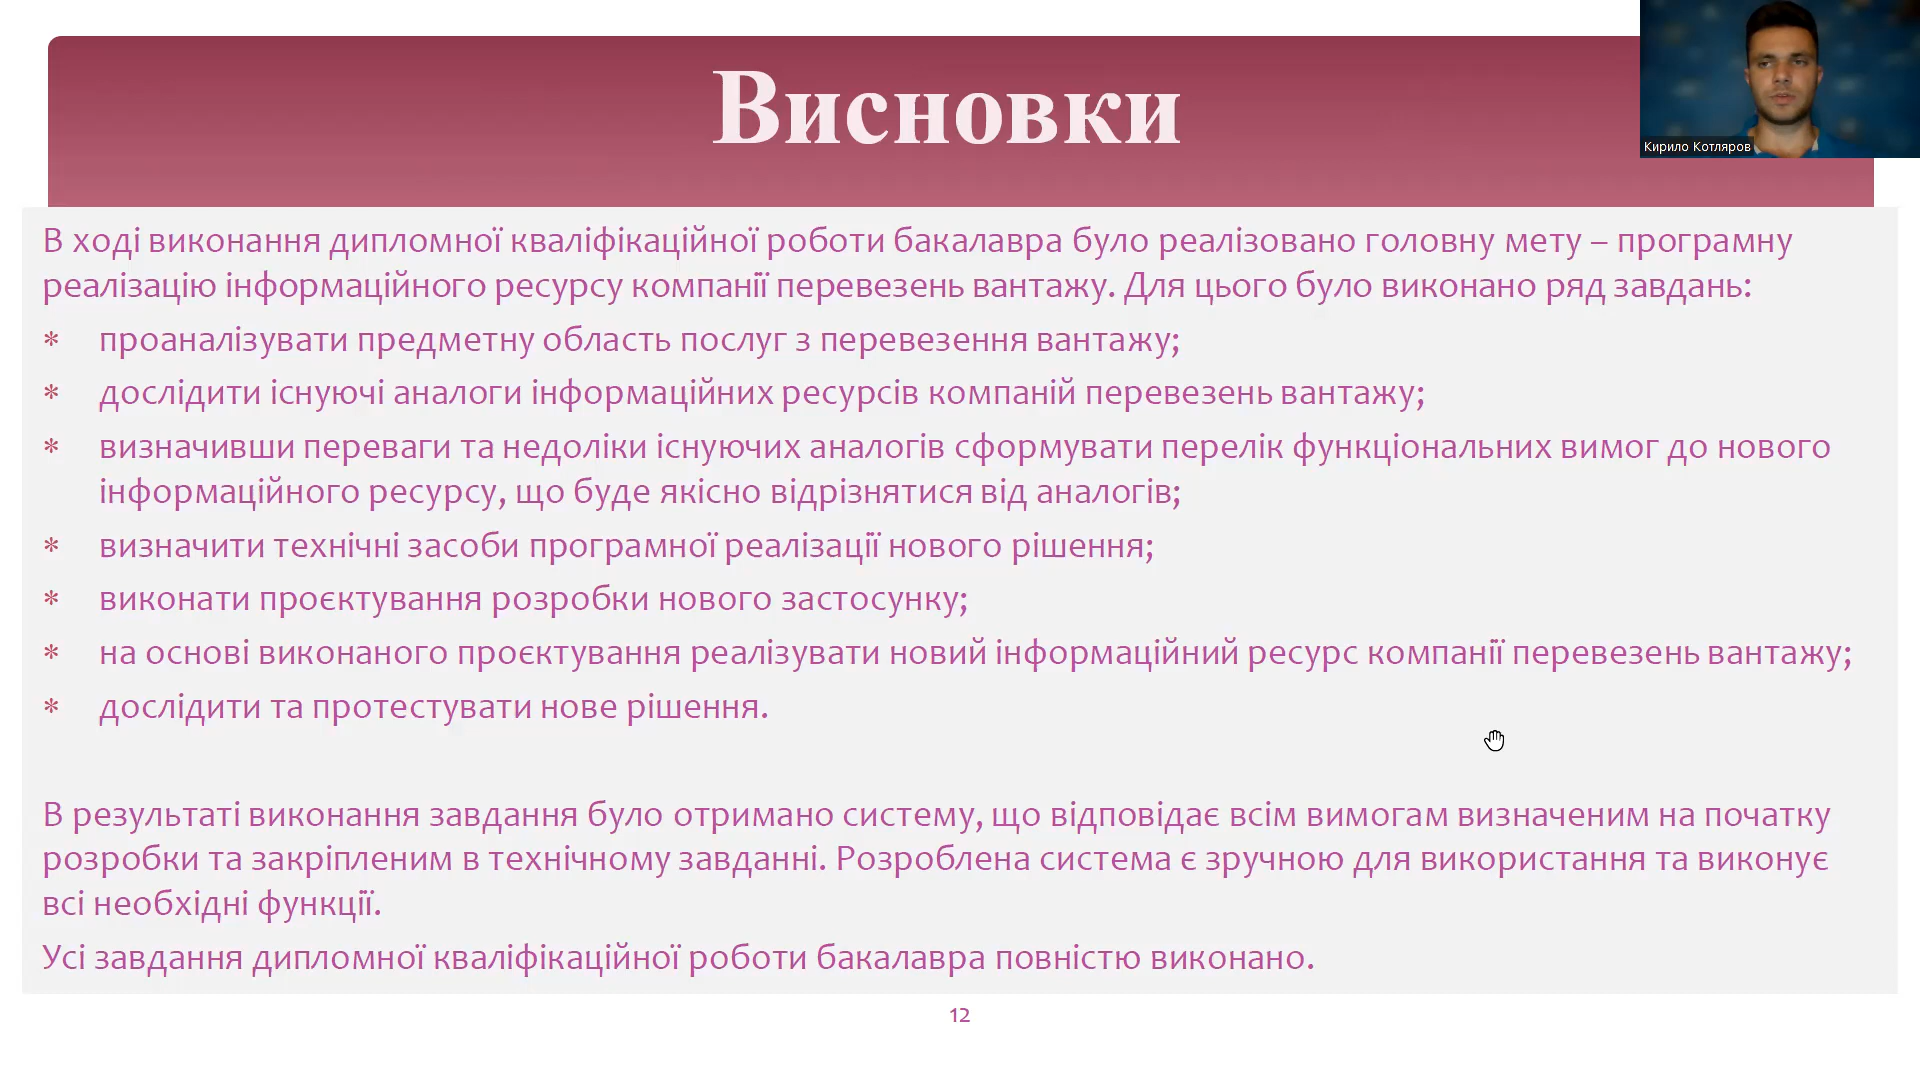 Висновки
Кирило Котляров
В ході виконання дипломної кваліфікаційної роботи бакалавра було реалізовано головну мету – програмну
реалізацію інформаційного ресурсу компанії перевезень вантажу. Для цього було виконано ряд завдань:
* проаналізувати предметну область послуг з перевезення вантажу;
* дослідити існуючі аналоги інформаційних ресурсів компаній перевезень вантажу;
* визначивши переваги та недоліки існуючих аналогів сформувати перелік функціональних вимог до нового
інформаційного ресурсу, що буде якісно відрізнятися від аналогів;
* визначити технічні засоби програмної реалізації нового рішення;
* виконати проєктування розробки нового застосунку;
* на основі виконаного проєктування реалізувати новий інформаційний ресурс компанії перевезень вантажу;
* дослідити та протестувати нове рішення.
В результаті виконання завдання було отримано систему, що відповідає всім вимогам визначеним на початку
розробки та закріпленим в технічному завданні. Розроблена система є зручною для використання та виконує
всі необхідні функції.
Усі завдання дипломної кваліфікаційної роботи бакалавра повністю виконано.
12